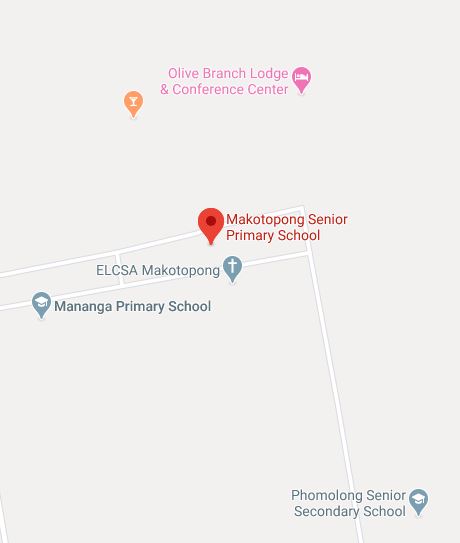 Olive Branch Lodge
& Conference Center
Makotopong Senior
Primary School
ELCSA Makotopong
Mananga Primary School
Phomolong Senior
Secondary School